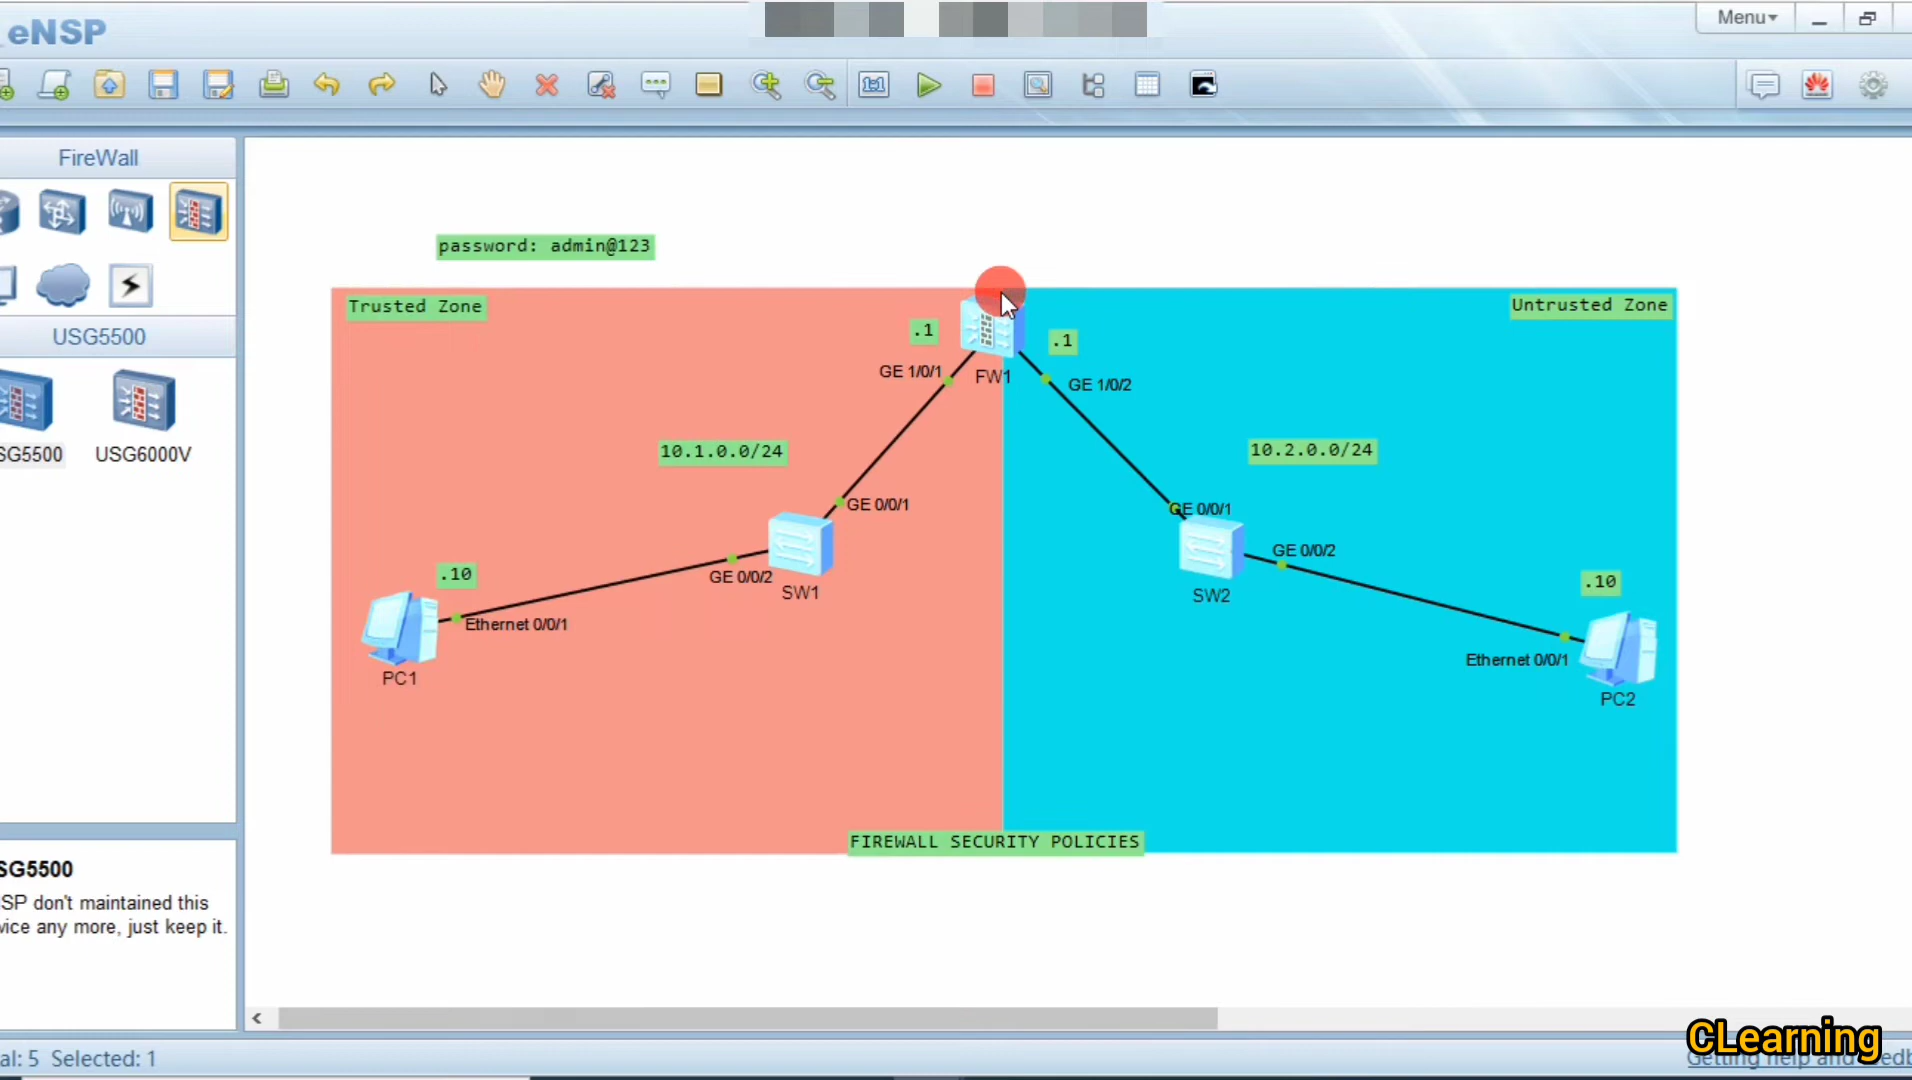 eNSP
Menu
FireWall
USG5500
SG5500
USG6000V
password: admin@123
Trusted Zone
Untrusted Zone
.1
.1
GE 1/0/1
FW1
GE 1/0/2
10.1.0.0/24
10.2.0.0/24
GE 0/0/1
GE 0/0/1
GE 0/0/2
SW1
GE 0/0/2
SW2
.10
.10
Ethernet 0/0/1
Ethernet 0/0/1
PC1
PC2
FIREWALL SECURITY POLICIES
SG5500
SP don't maintained this
vice any more, just keep it.
al: 5 Selected: 1
CLearning
Getting help and feedb